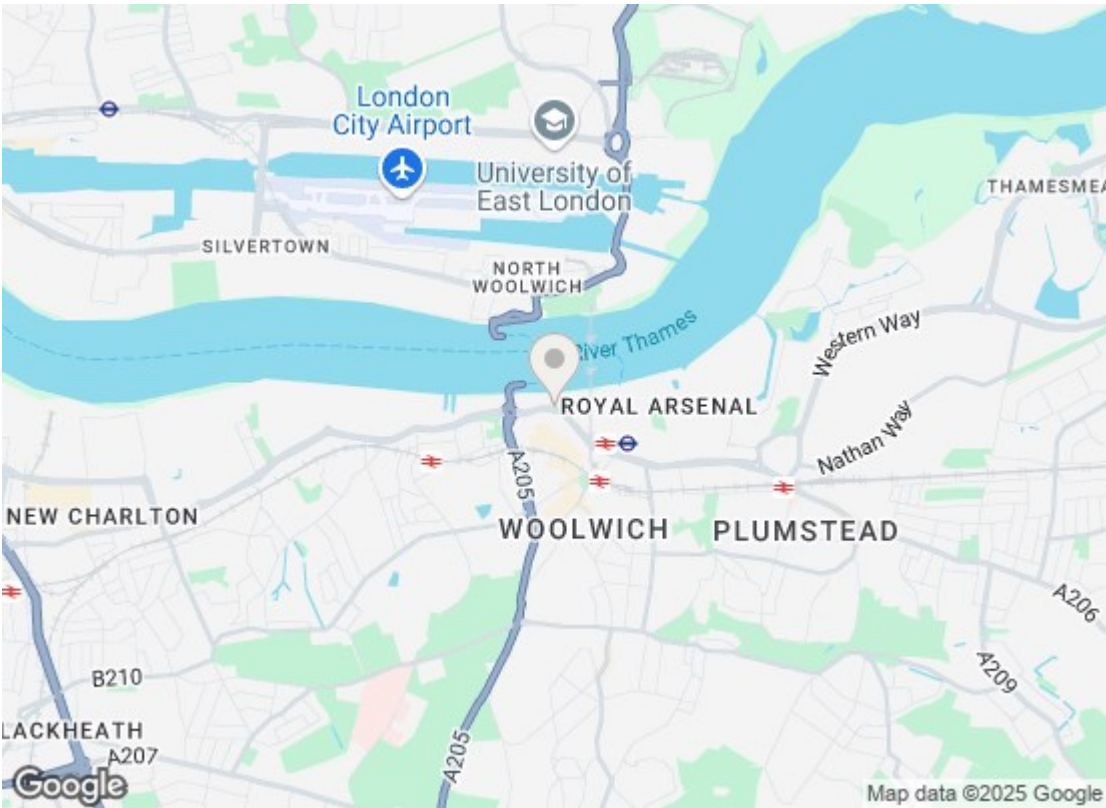 London
City Airport
University of
East London
THAMESMEA
SILVERTOWN
NORTH
WOOLWICH
River Thames
Western Way
ROYAL ARSENAL
Nathan Way
A205
NEW CHARLTON
WOOLWICH
PLUMSTEAD
A206
B210
A209
LACKHEATH
A207
A205
Google
Map data ©2025 Google